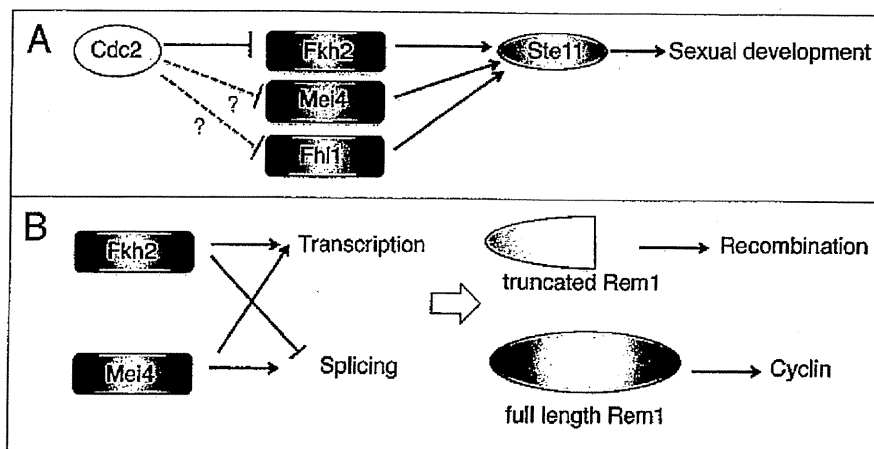 A
Cdc2
Fkh2
Ste11
Sexual development
?
Mei4
?
Fhl1
B
Fkh2
Transcription
Recombination
truncated Rem1
Mei4
Splicing
Cyclin
full length Rem1